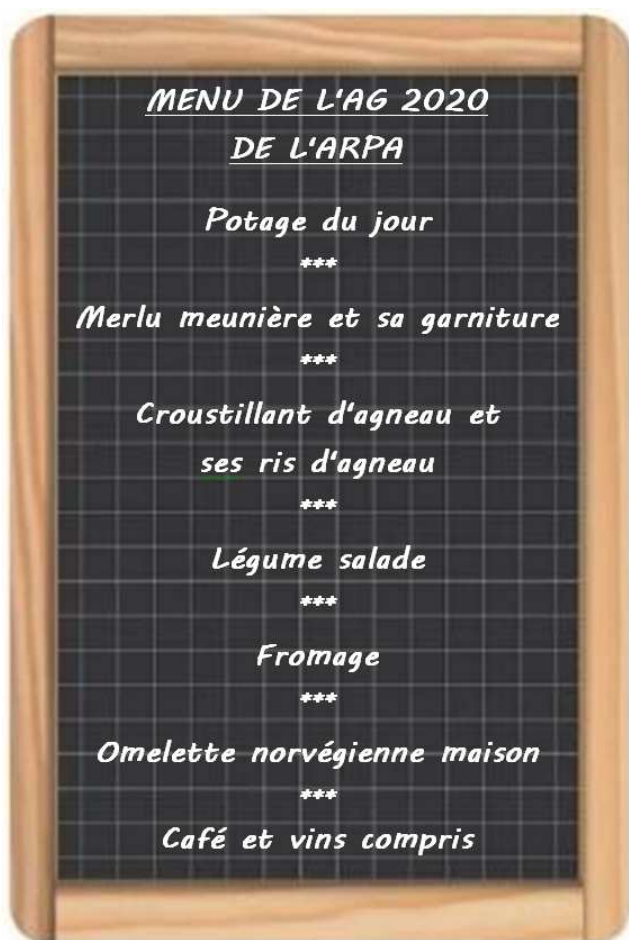 MENU DE L'AG 2020
DE L'ARPA
Potage du jour
***
Merlu meunière et sa garniture
***
Croustillant d'agneau et
ses ris d'agneau
***
Légume salade
***
Fromage
***
Omelette norvégienne maison
***
Café et vins compris